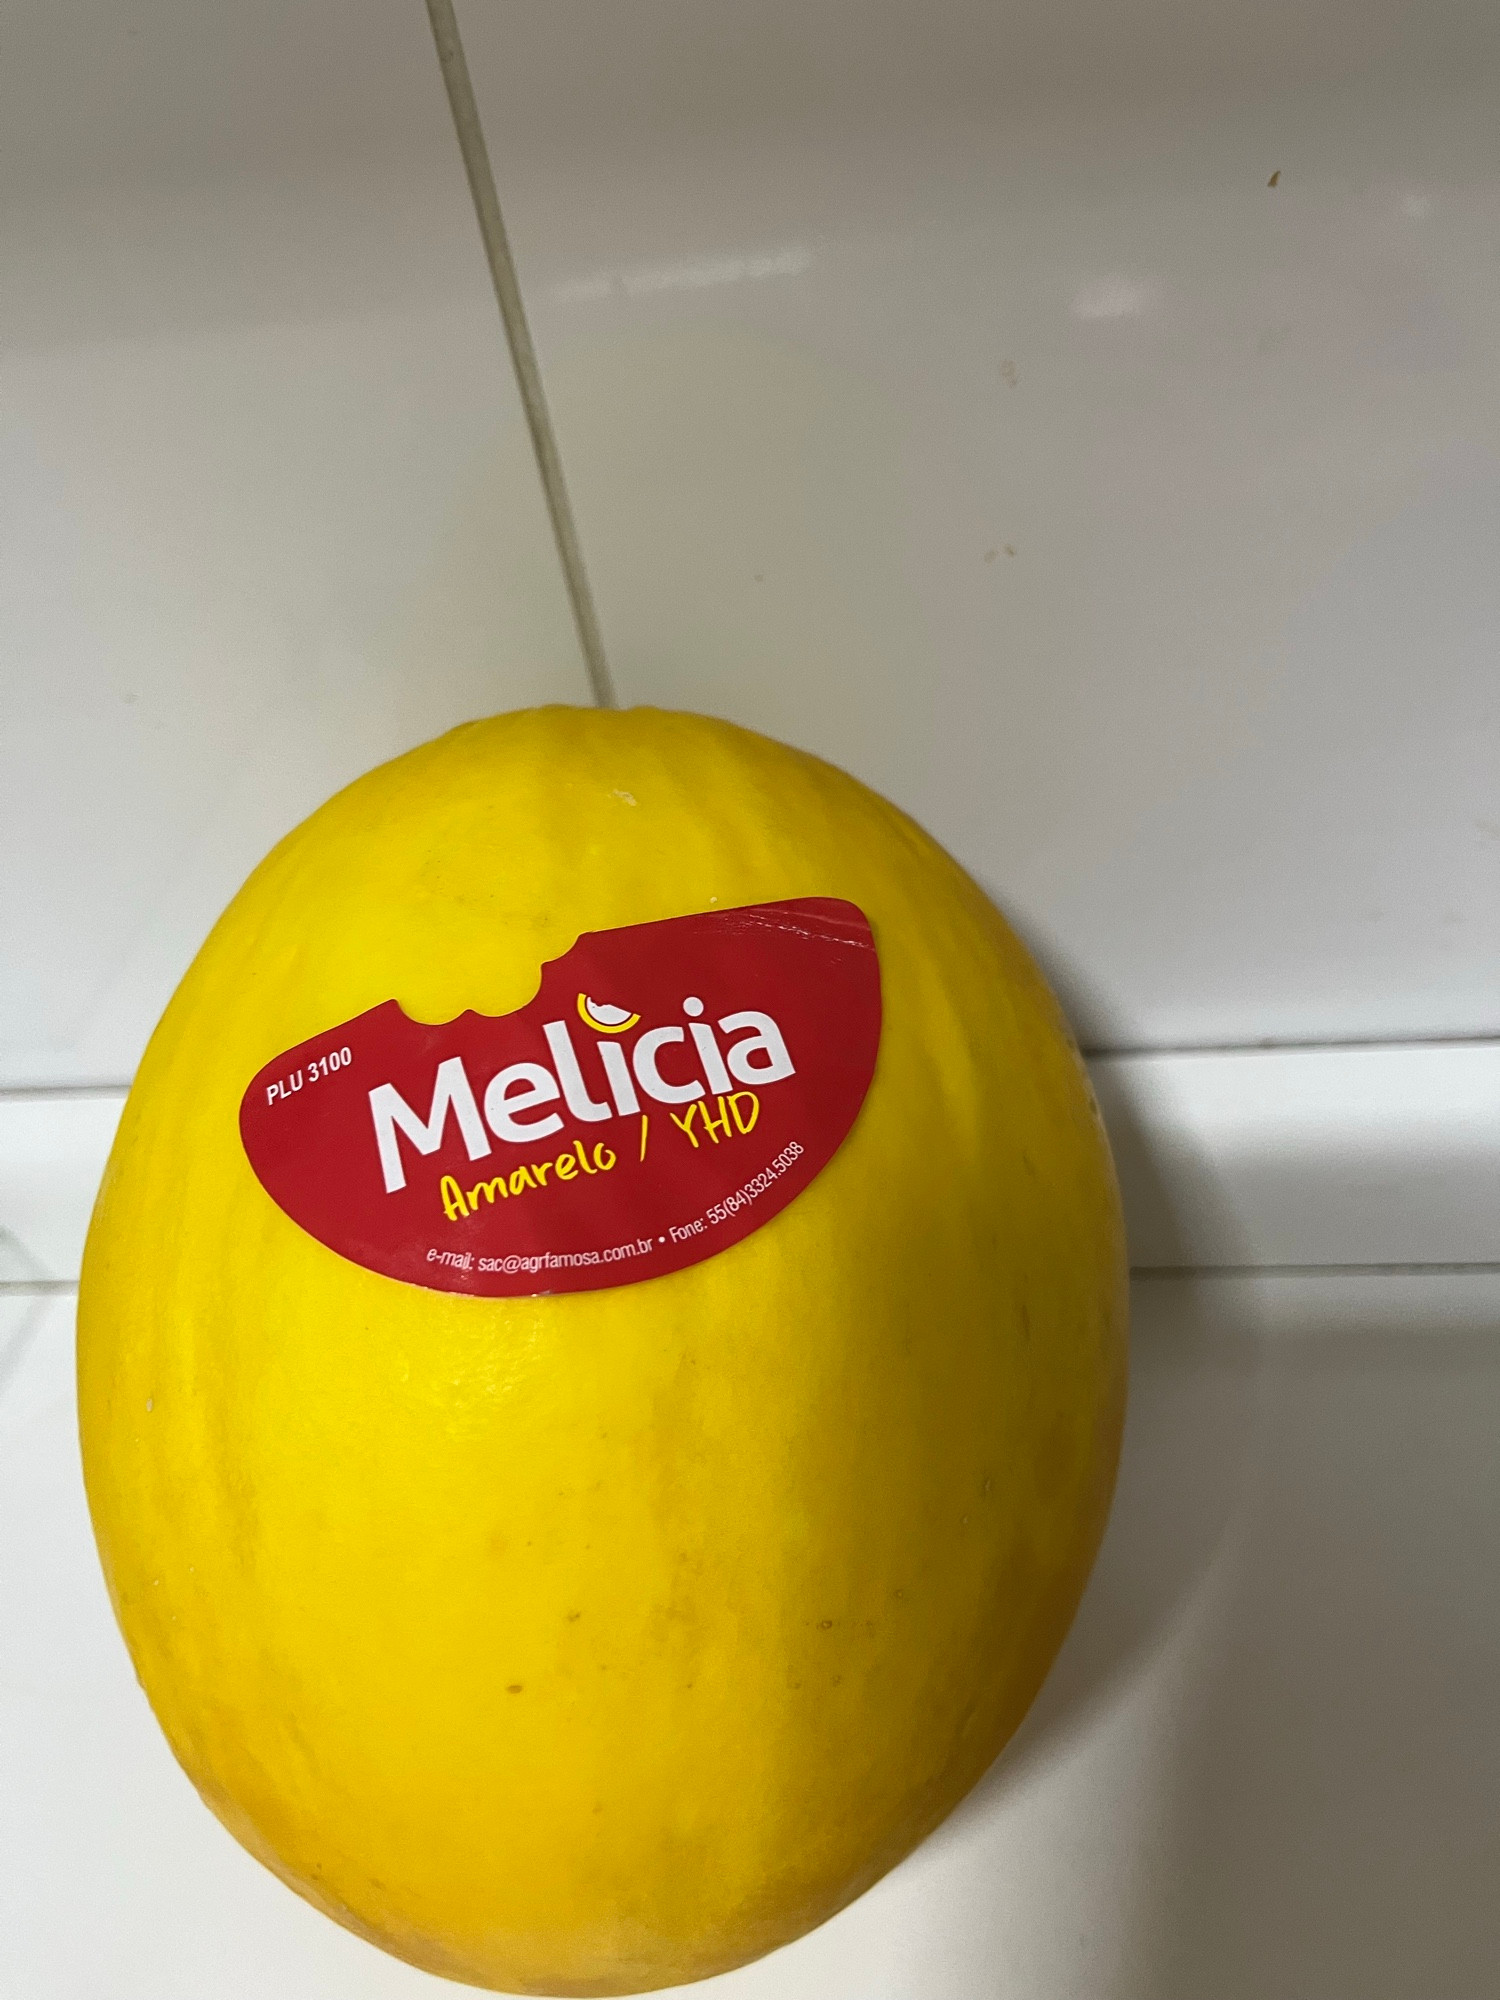 PLU 3100
Melicia
Amarelo / YHD
e-mail: sac@agrfamosa.com.br • Fone: 55(84)3324.5038